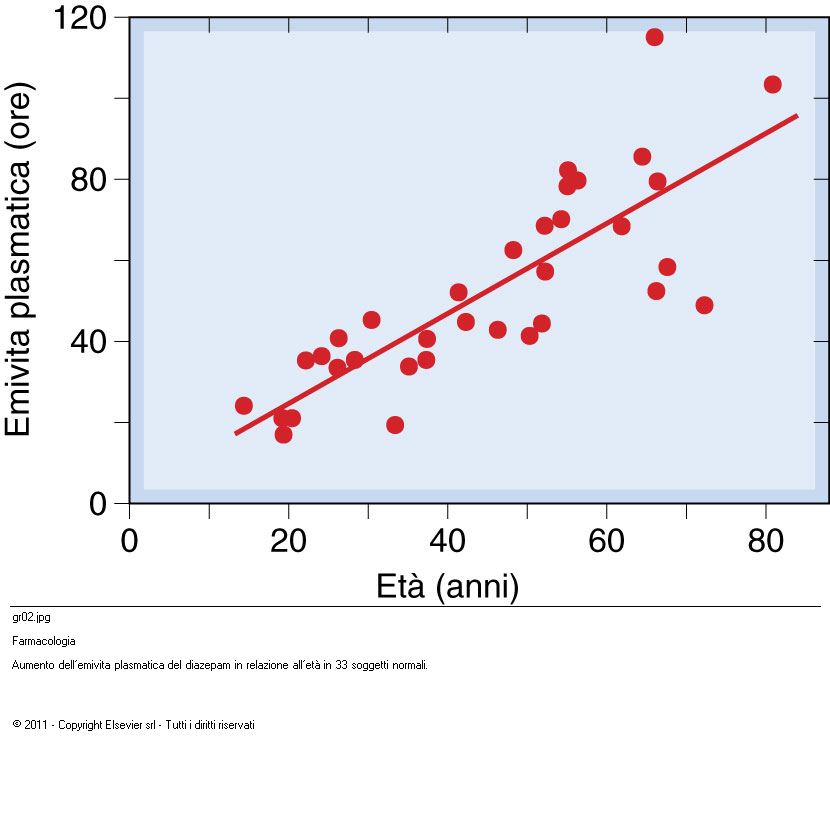 120
80
40
0
Emivita plasmatica (ore)
0 20 40 60 80
Età (anni)
gr02.jpg
Farmacologia
Aumento dell'emivita plasmatica del diazepam in relazione all'età in 33 soggetti normali.
© 2011 - Copyright Elsevier srl - Tutti i diritti riservati